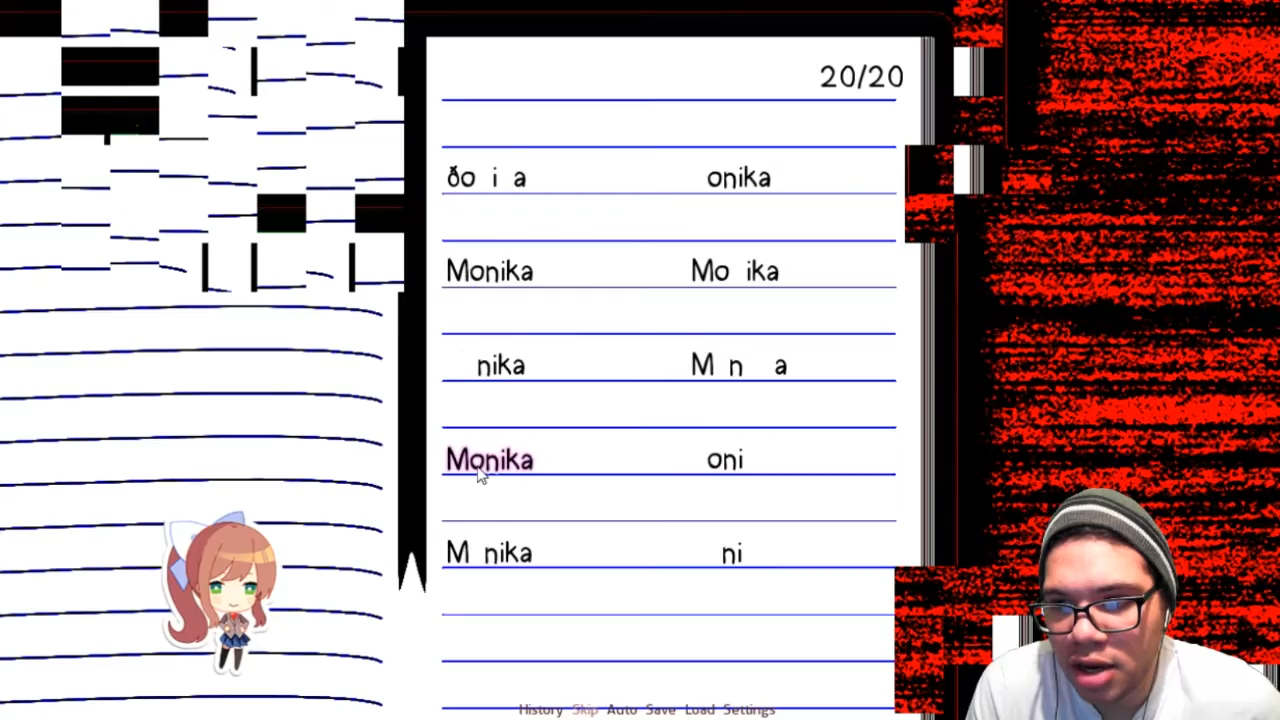 20/20
ðo i a onika
Monika Mo ika
nika M n a
Monika oni
M nika ni
History Skip Auto Save Load Settings